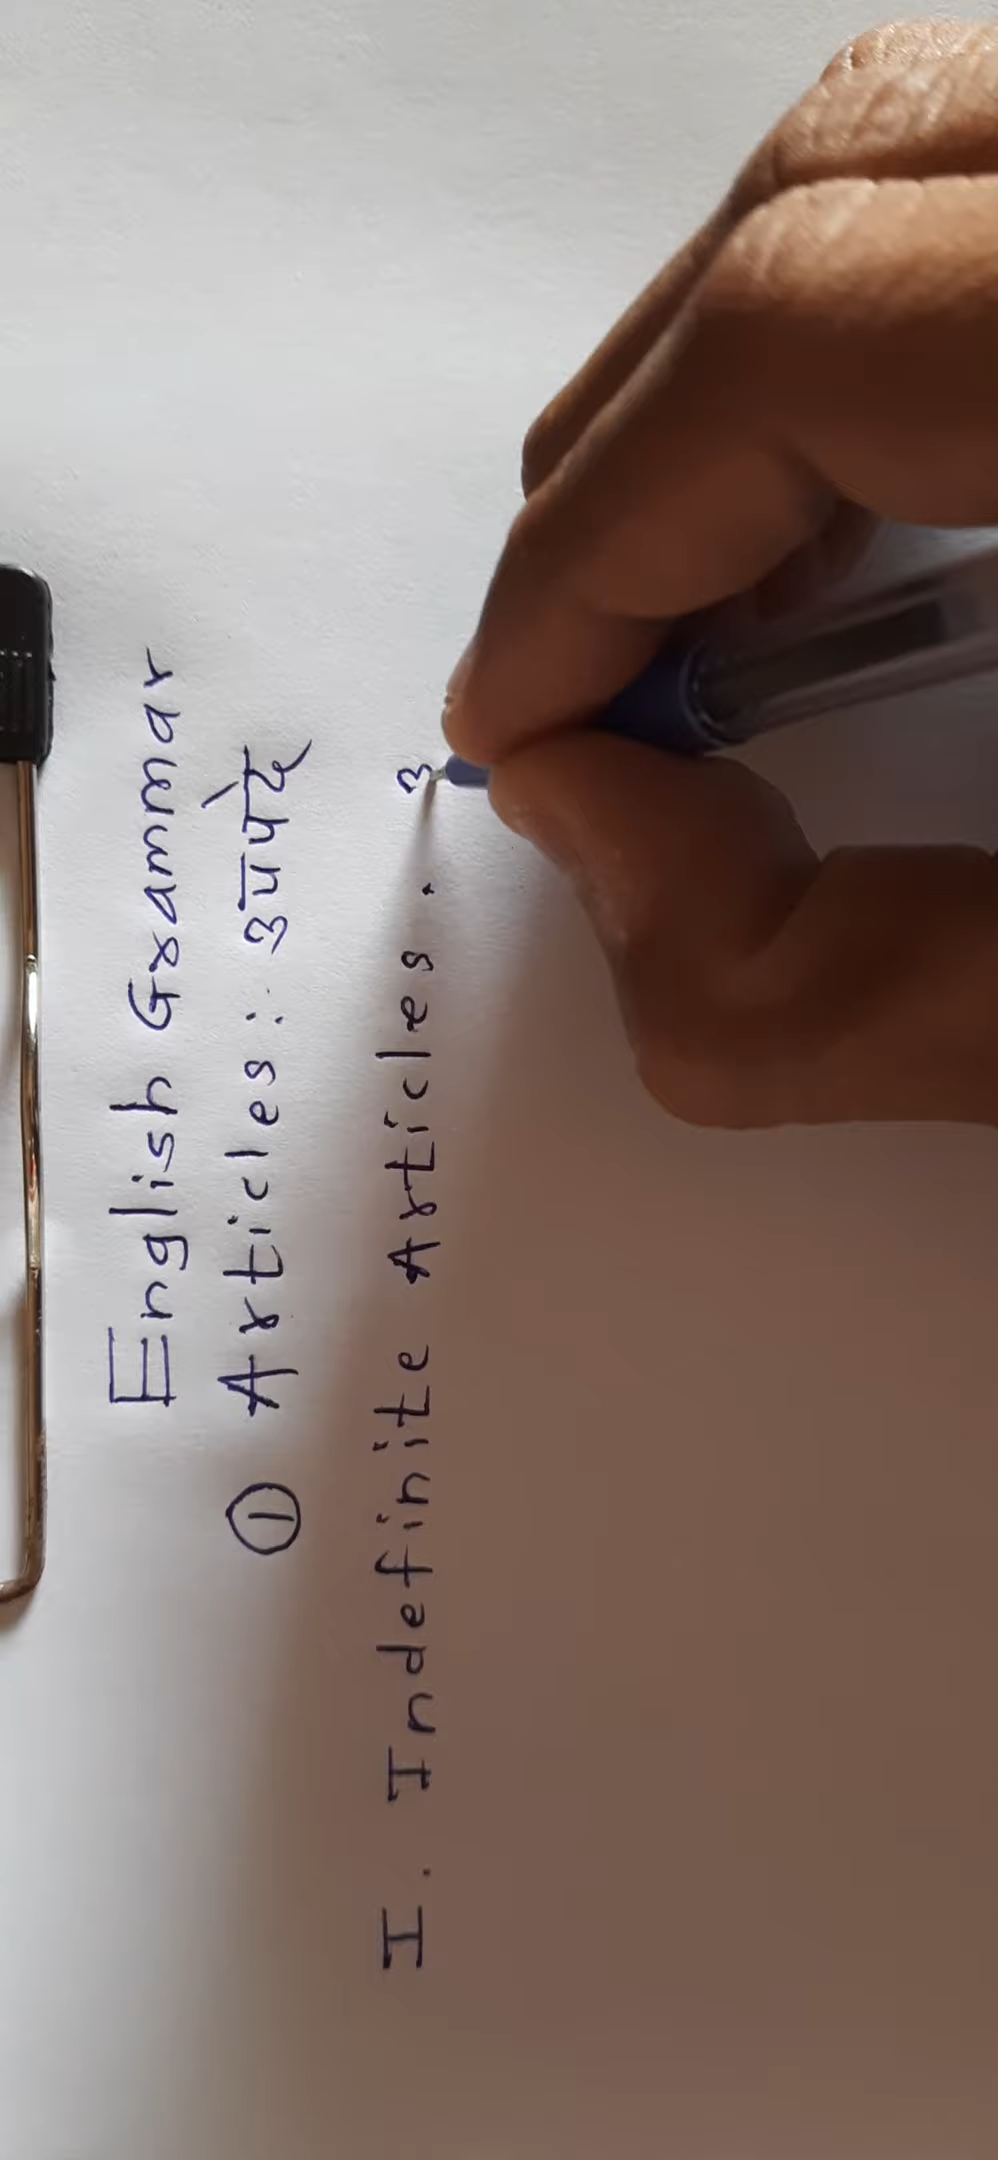 English Grammar
① Articles : उपपदे
I. Indefinite Articles.